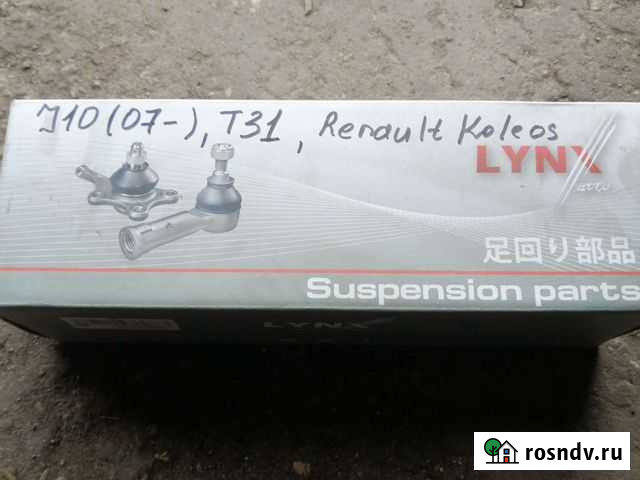 J10 (07-), T31, Renault Koleos
LYNX
auto
足回り部品
Suspension parts
LYNX
rosndv.ru